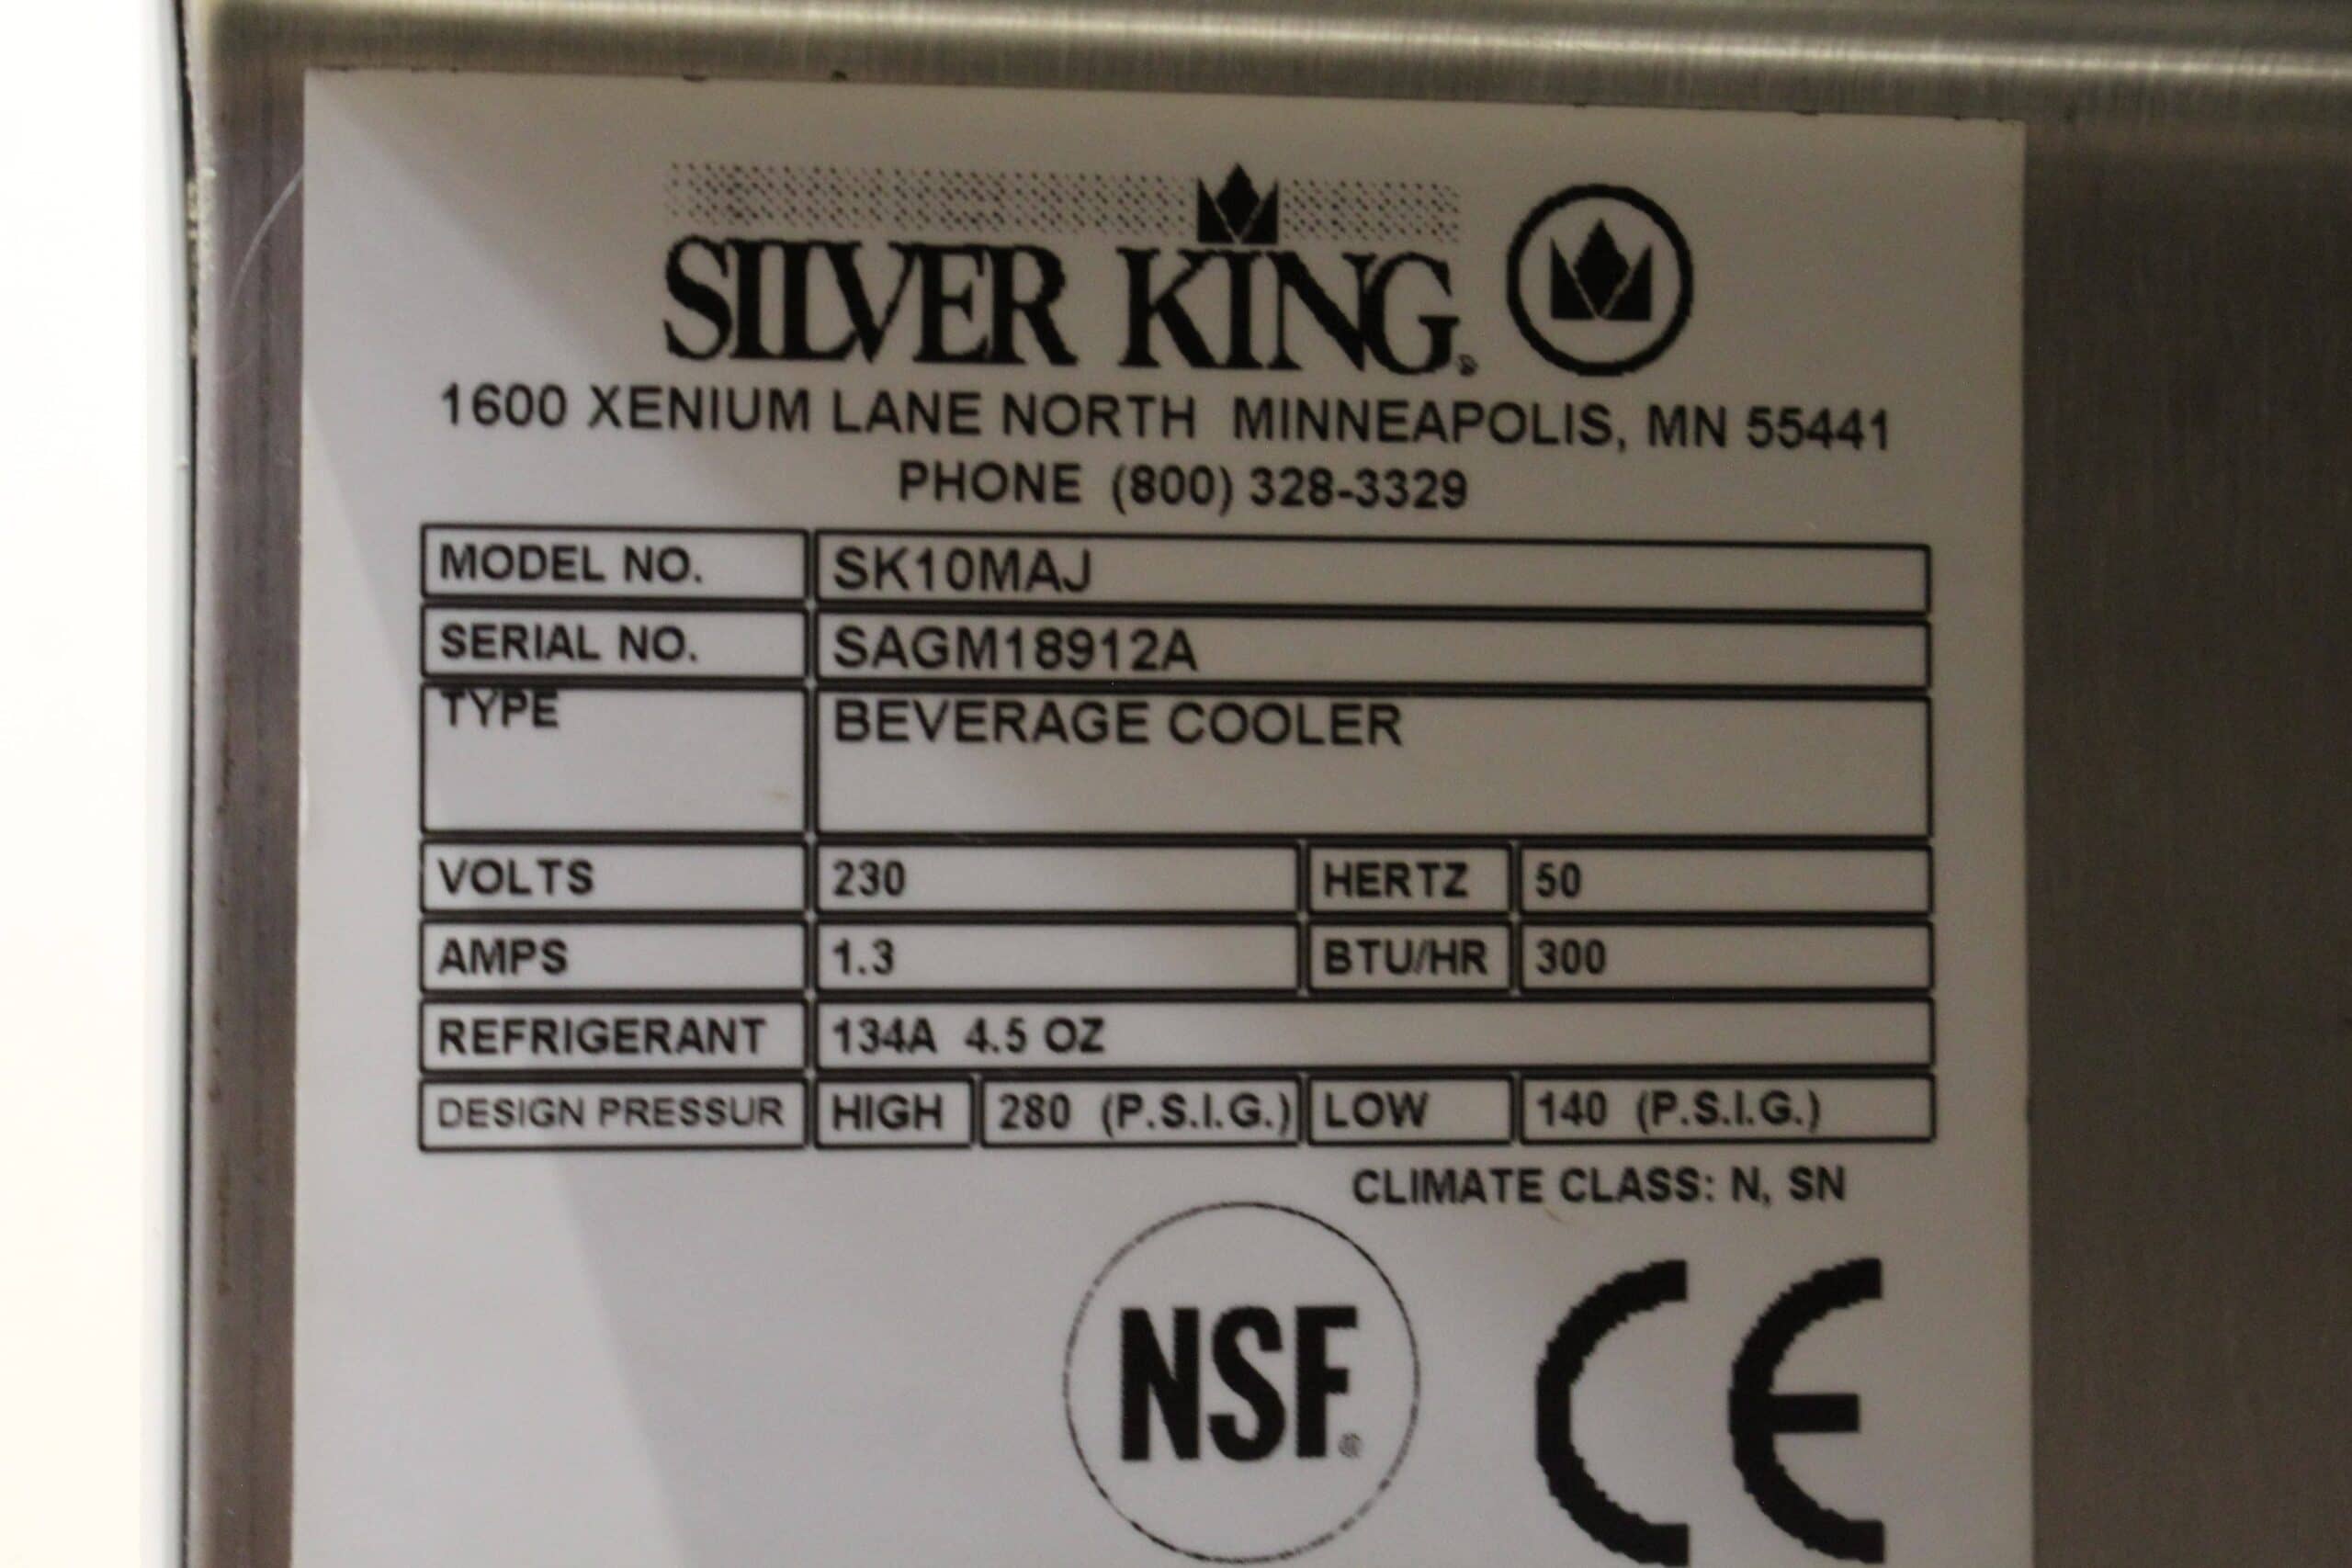 SILVER KING®
1600 XENIUM LANE NORTH MINNEAPOLIS, MN 55441
PHONE (800) 328-3329
MODEL NO. SK10MAJ
SERIAL NO. SAGM18912A
TYPE BEVERAGE COOLER
VOLTS 230 HERTZ 50
AMPS 1.3 BTU/HR 300
REFRIGERANT 134A 4.5 OZ
DESIGN PRESSUR HIGH 280 (P.S.I.G.) LOW 140 (P.S.I.G.)
CLIMATE CLASS: N, SN
NSF® CE